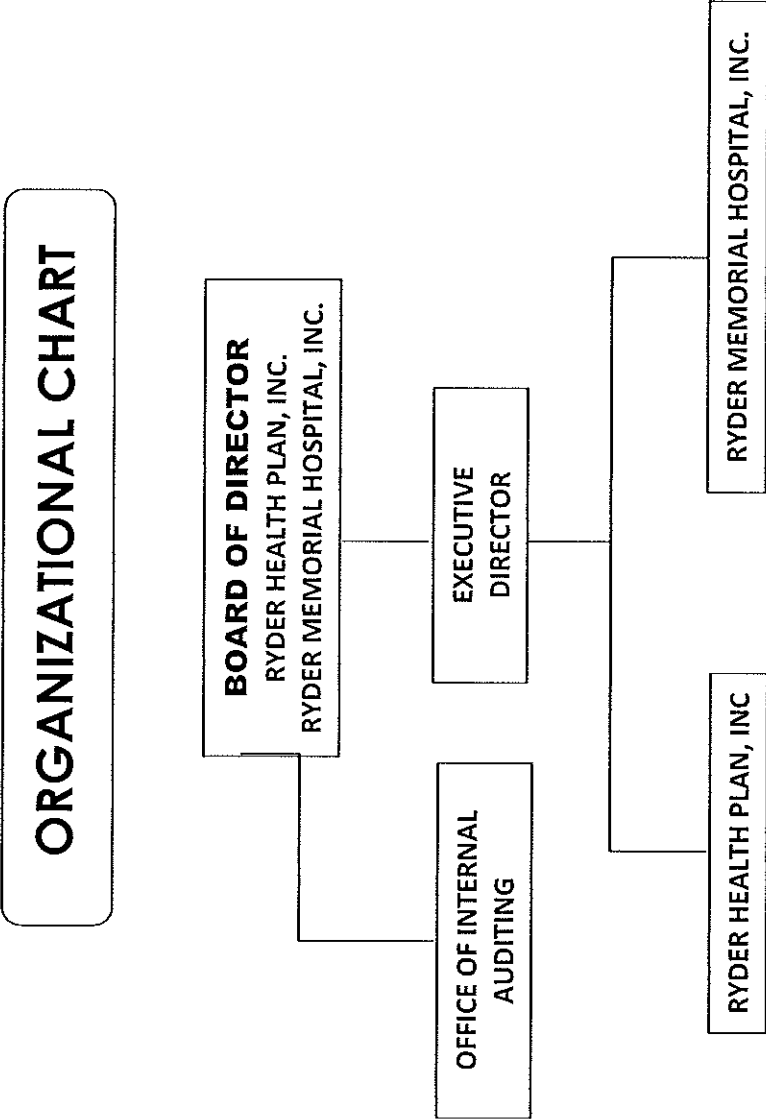 ORGANIZATIONAL CHART
BOARD OF DIRECTOR
RYDER HEALTH PLAN, INC.
RYDER MEMORIAL HOSPITAL, INC.
OFFICE OF INTERNAL
AUDITING
EXECUTIVE
DIRECTOR
RYDER HEALTH PLAN, INC
RYDER MEMORIAL HOSPITAL, INC.